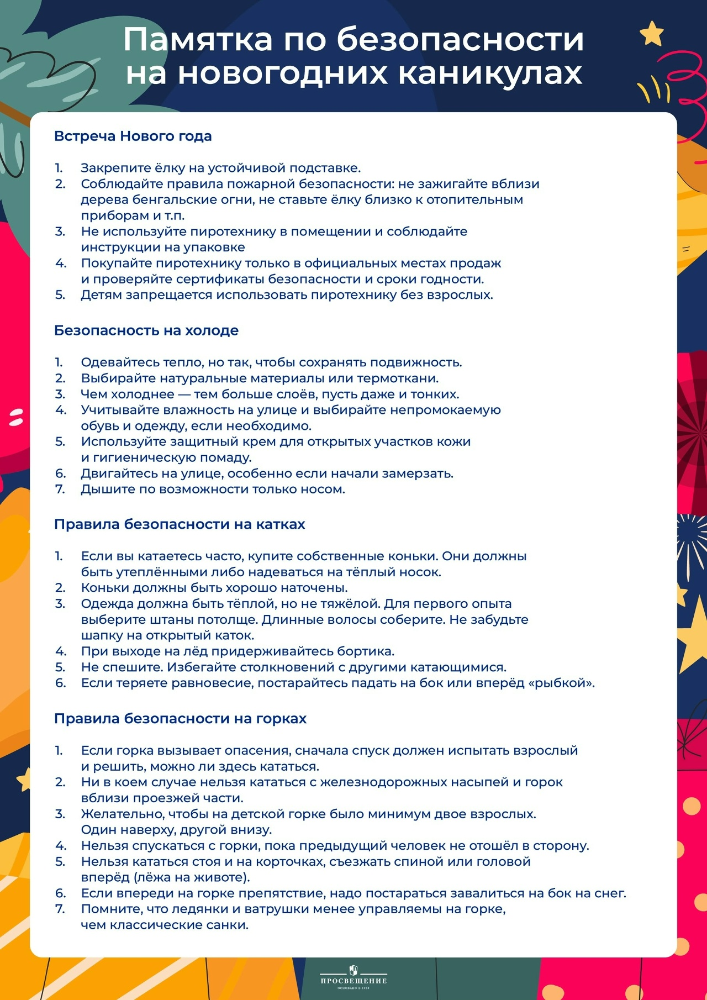 Памятка по безопасности
на новогодних каникулах
Встреча Нового года
1. Закрепите ёлку на устойчивой подставке.
2. Соблюдайте правила пожарной безопасности: не зажигайте вблизи
дерева бенгальские огни, не ставьте ёлку близко к отопительным
приборам и т.п.
3. Не используйте пиротехнику в помещении и соблюдайте
инструкции на упаковке
4. Покупайте пиротехнику только в официальных местах продаж
и проверяйте сертификаты безопасности и сроки годности.
5. Детям запрещается использовать пиротехнику без взрослых.
Безопасность на холоде
1. Одевайтесь тепло, но так, чтобы сохранять подвижность.
2. Выбирайте натуральные материалы или термоткани.
3. Чем холоднее — тем больше слоёв, пусть даже и тонких.
4. Учитывайте влажность на улице и выбирайте непромокаемую
обувь и одежду, если необходимо.
5. Используйте защитный крем для открытых участков кожи
и гигиеническую помаду.
6. Двигайтесь на улице, особенно если начали замерзать.
7. Дышите по возможности только носом.
Правила безопасности на катках
1. Если вы катаетесь часто, купите собственные коньки. Они должны
быть утеплёнными либо надеваться на тёплый носок.
2. Коньки должны быть хорошо наточены.
3. Одежда должна быть тёплой, но не тяжёлой. Для первого опыта
выберите штаны потолще. Длинные волосы соберите. Не забудьте
шапку на открытый каток.
4. При выходе на лёд придерживайтесь бортика.
5. Не спешите. Избегайте столкновений с другими катающимися.
6. Если теряете равновесие, постарайтесь падать на бок или вперёд «рыбкой».
Правила безопасности на горках
1. Если горка вызывает опасения, сначала спуск должен испытать взрослый
и решить, можно ли здесь кататься.
2. Ни в коем случае нельзя кататься с железнодорожных насыпей и горок
вблизи проезжей части.
3. Желательно, чтобы на детской горке было минимум двое взрослых.
Один наверху, другой внизу.
4. Нельзя спускаться с горки, пока предыдущий человек не отошёл в сторону.
5. Нельзя кататься стоя и на корточках, съезжать спиной или головой
вперёд (лёжа на животе).
6. Если впереди на горке препятствие, надо постараться завалиться на бок на снег.
7. Помните, что ледянки и ватрушки менее управляемы на горке,
чем классические санки.
ПРОСВЕЩЕНИЕ
ОСНОВАНО В 1930